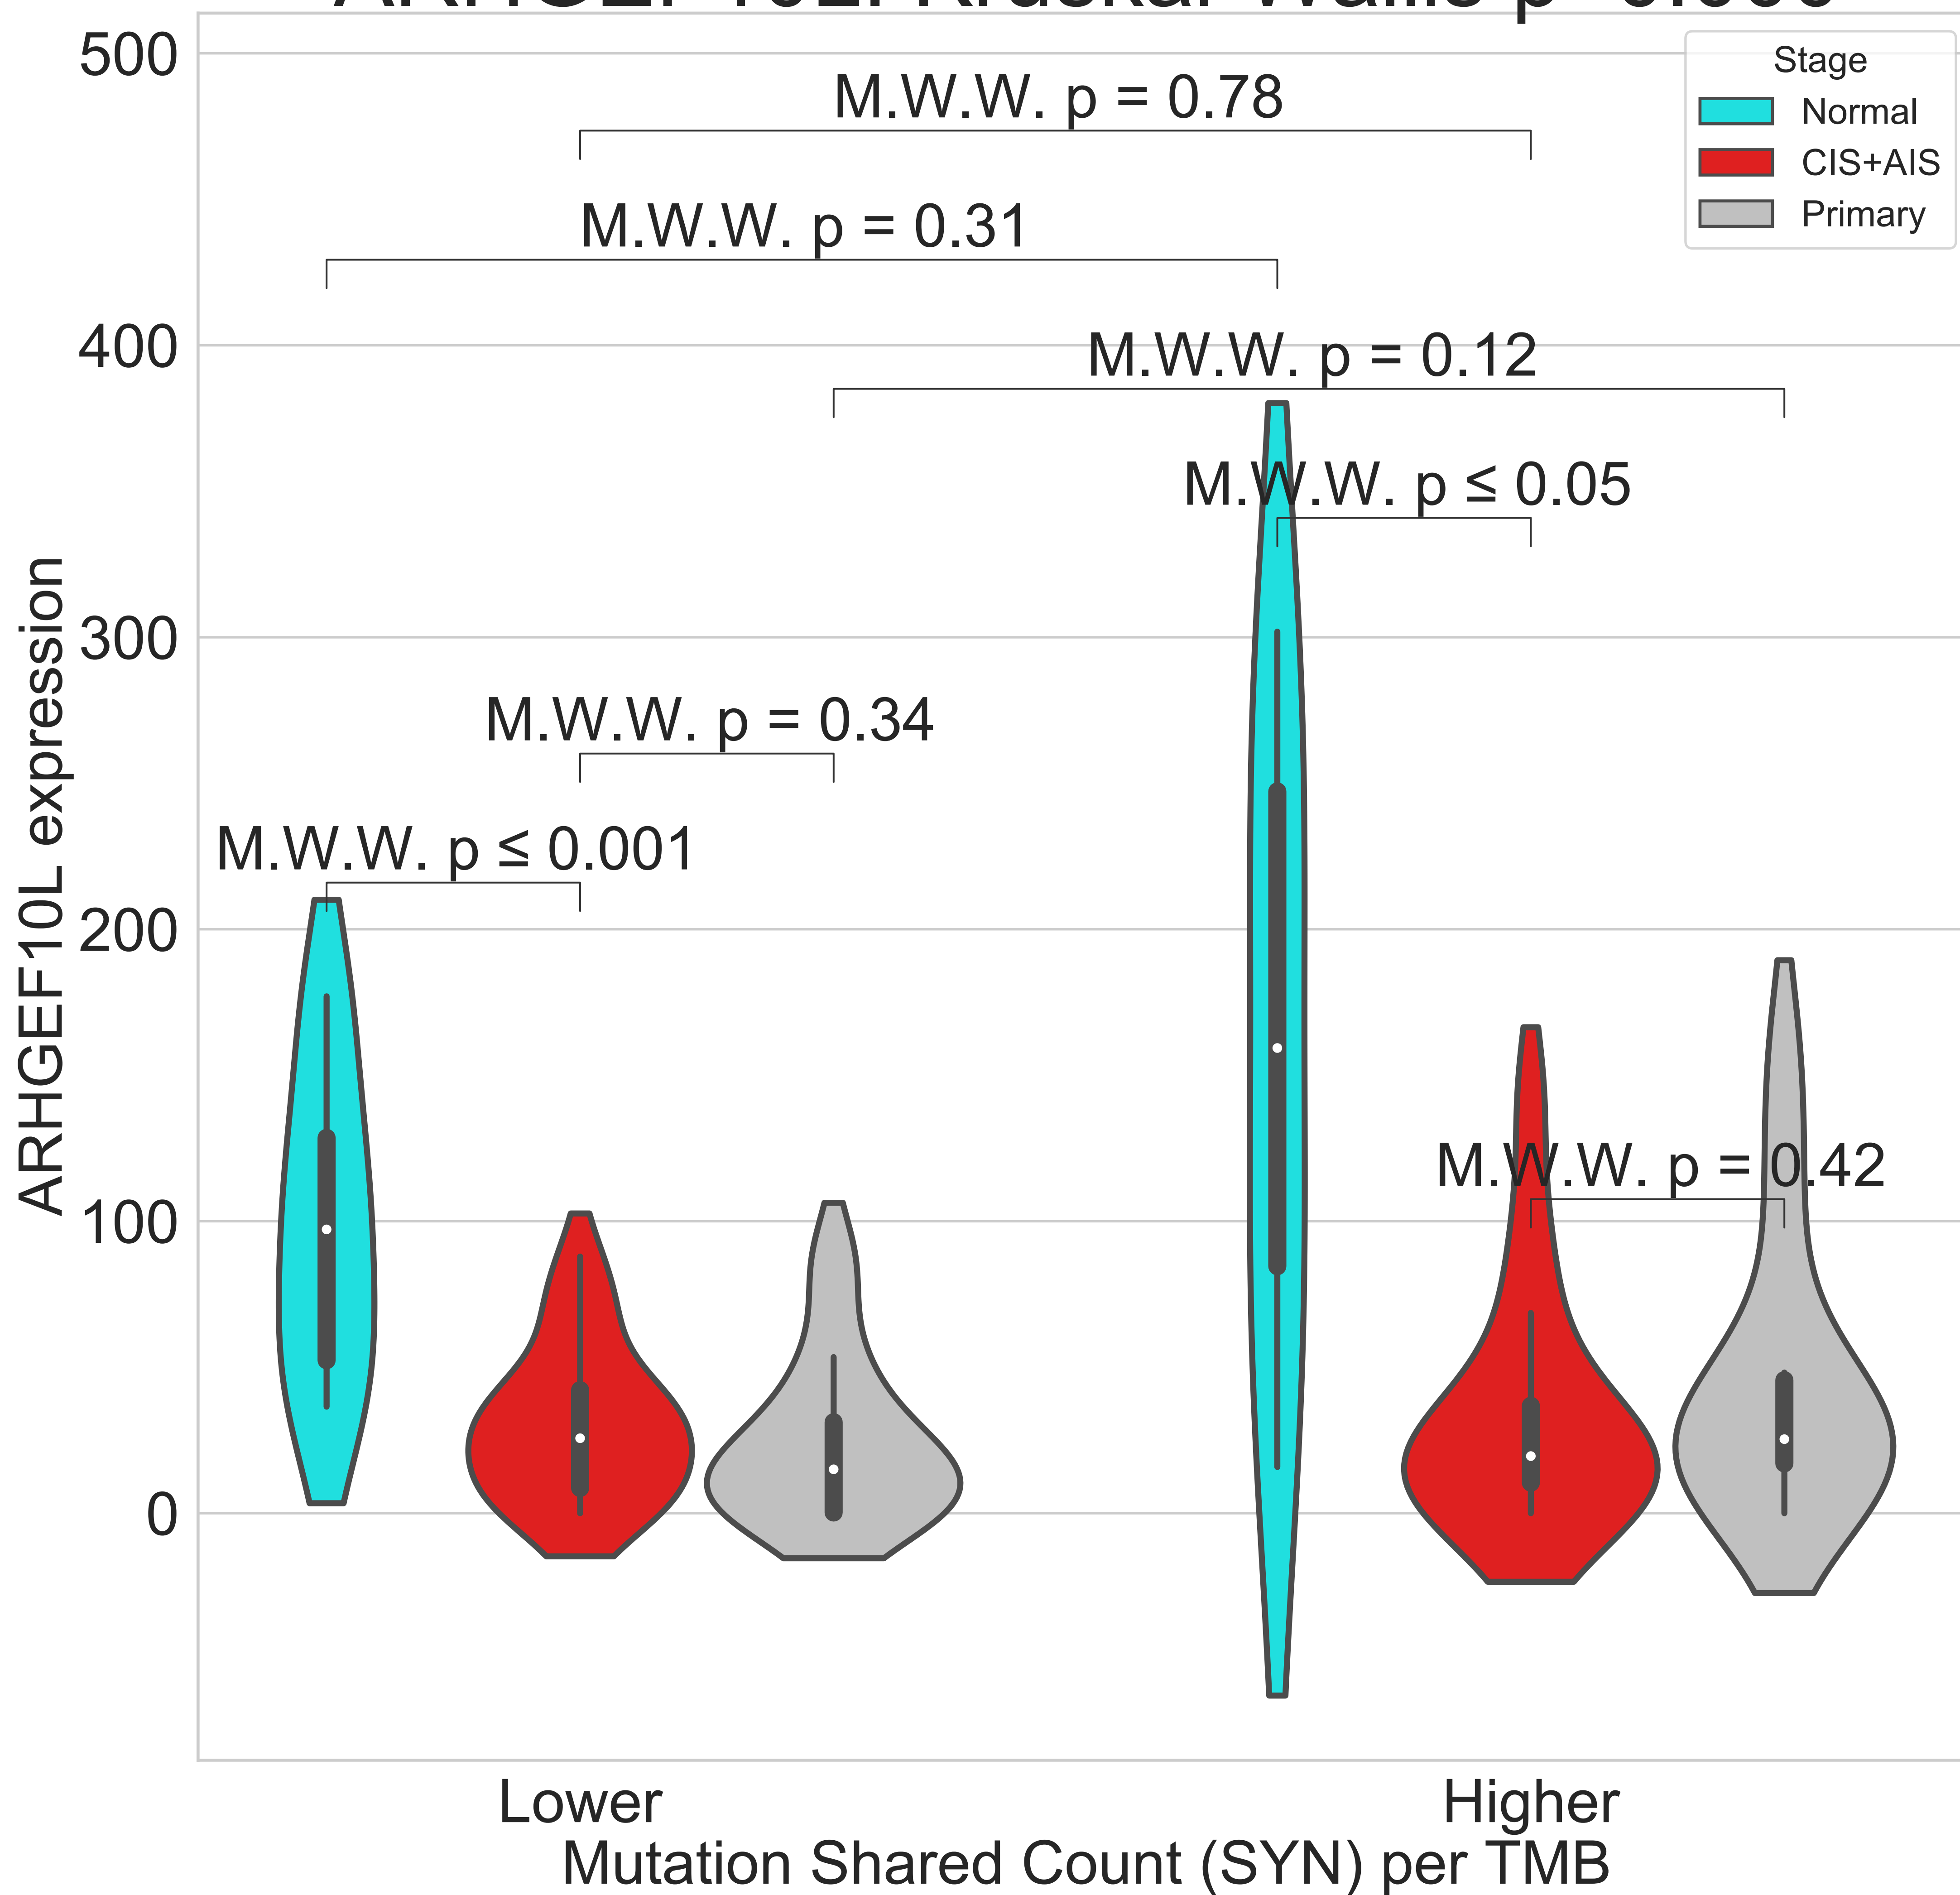 500
M.W.W. p = 0.78
Stage
Normal
CIS+AIS
Primary
M.W.W. p = 0.31
400
M.W.W. p = 0.12
M.W.W. p ≤ 0.05
300
M.W.W. p = 0.34
M.W.W. p ≤ 0.001
200
M.W.W. p = 0.42
100
0
ARHGEF10L expression
Lower
Higher
Mutation Shared Count (SYN) per TMB